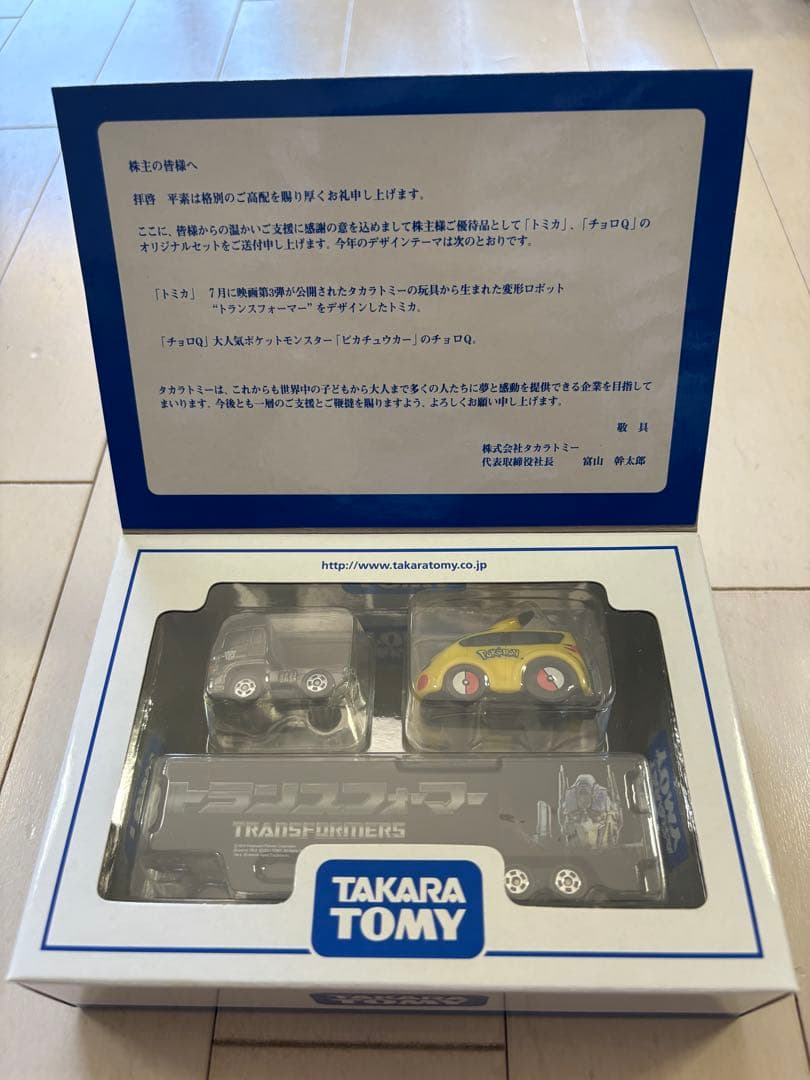 株主の皆様へ
拝啓　平素は格別のご高配を賜り厚くお礼申し上げます。
ここに、皆様からの温かいご支援に感謝の意を込めまして株主様ご優待品として「トミカ」、「チョロQ」の
オリジナルセットをご送付申し上げます。今年のデザインテーマは次のとおりです。
「トミカ」　7月に映画第3弾が公開されたタカラトミーの玩具から生まれた変形ロボット
“トランスフォーマー”をデザインしたトミカ。
「チョロQ」大人気ポケットモンスター「ピカチュウカー」のチョロQ。
タカラトミーは、これからも世界中の子どもから大人まで多くの人たちに夢と感動を提供できる企業を目指して
まいります。今後とも一層のご支援とご鞭撻を賜りますよう、よろしくお願い申し上げます。
敬　具
株式会社タカラトミー
代表取締役社長　富山　幹太郎
http://www.takaratomy.co.jp
POKéMON
トランスフォーマー
TRANSFORMERS
TAKARA
TOMY
TAKARA
TOMY